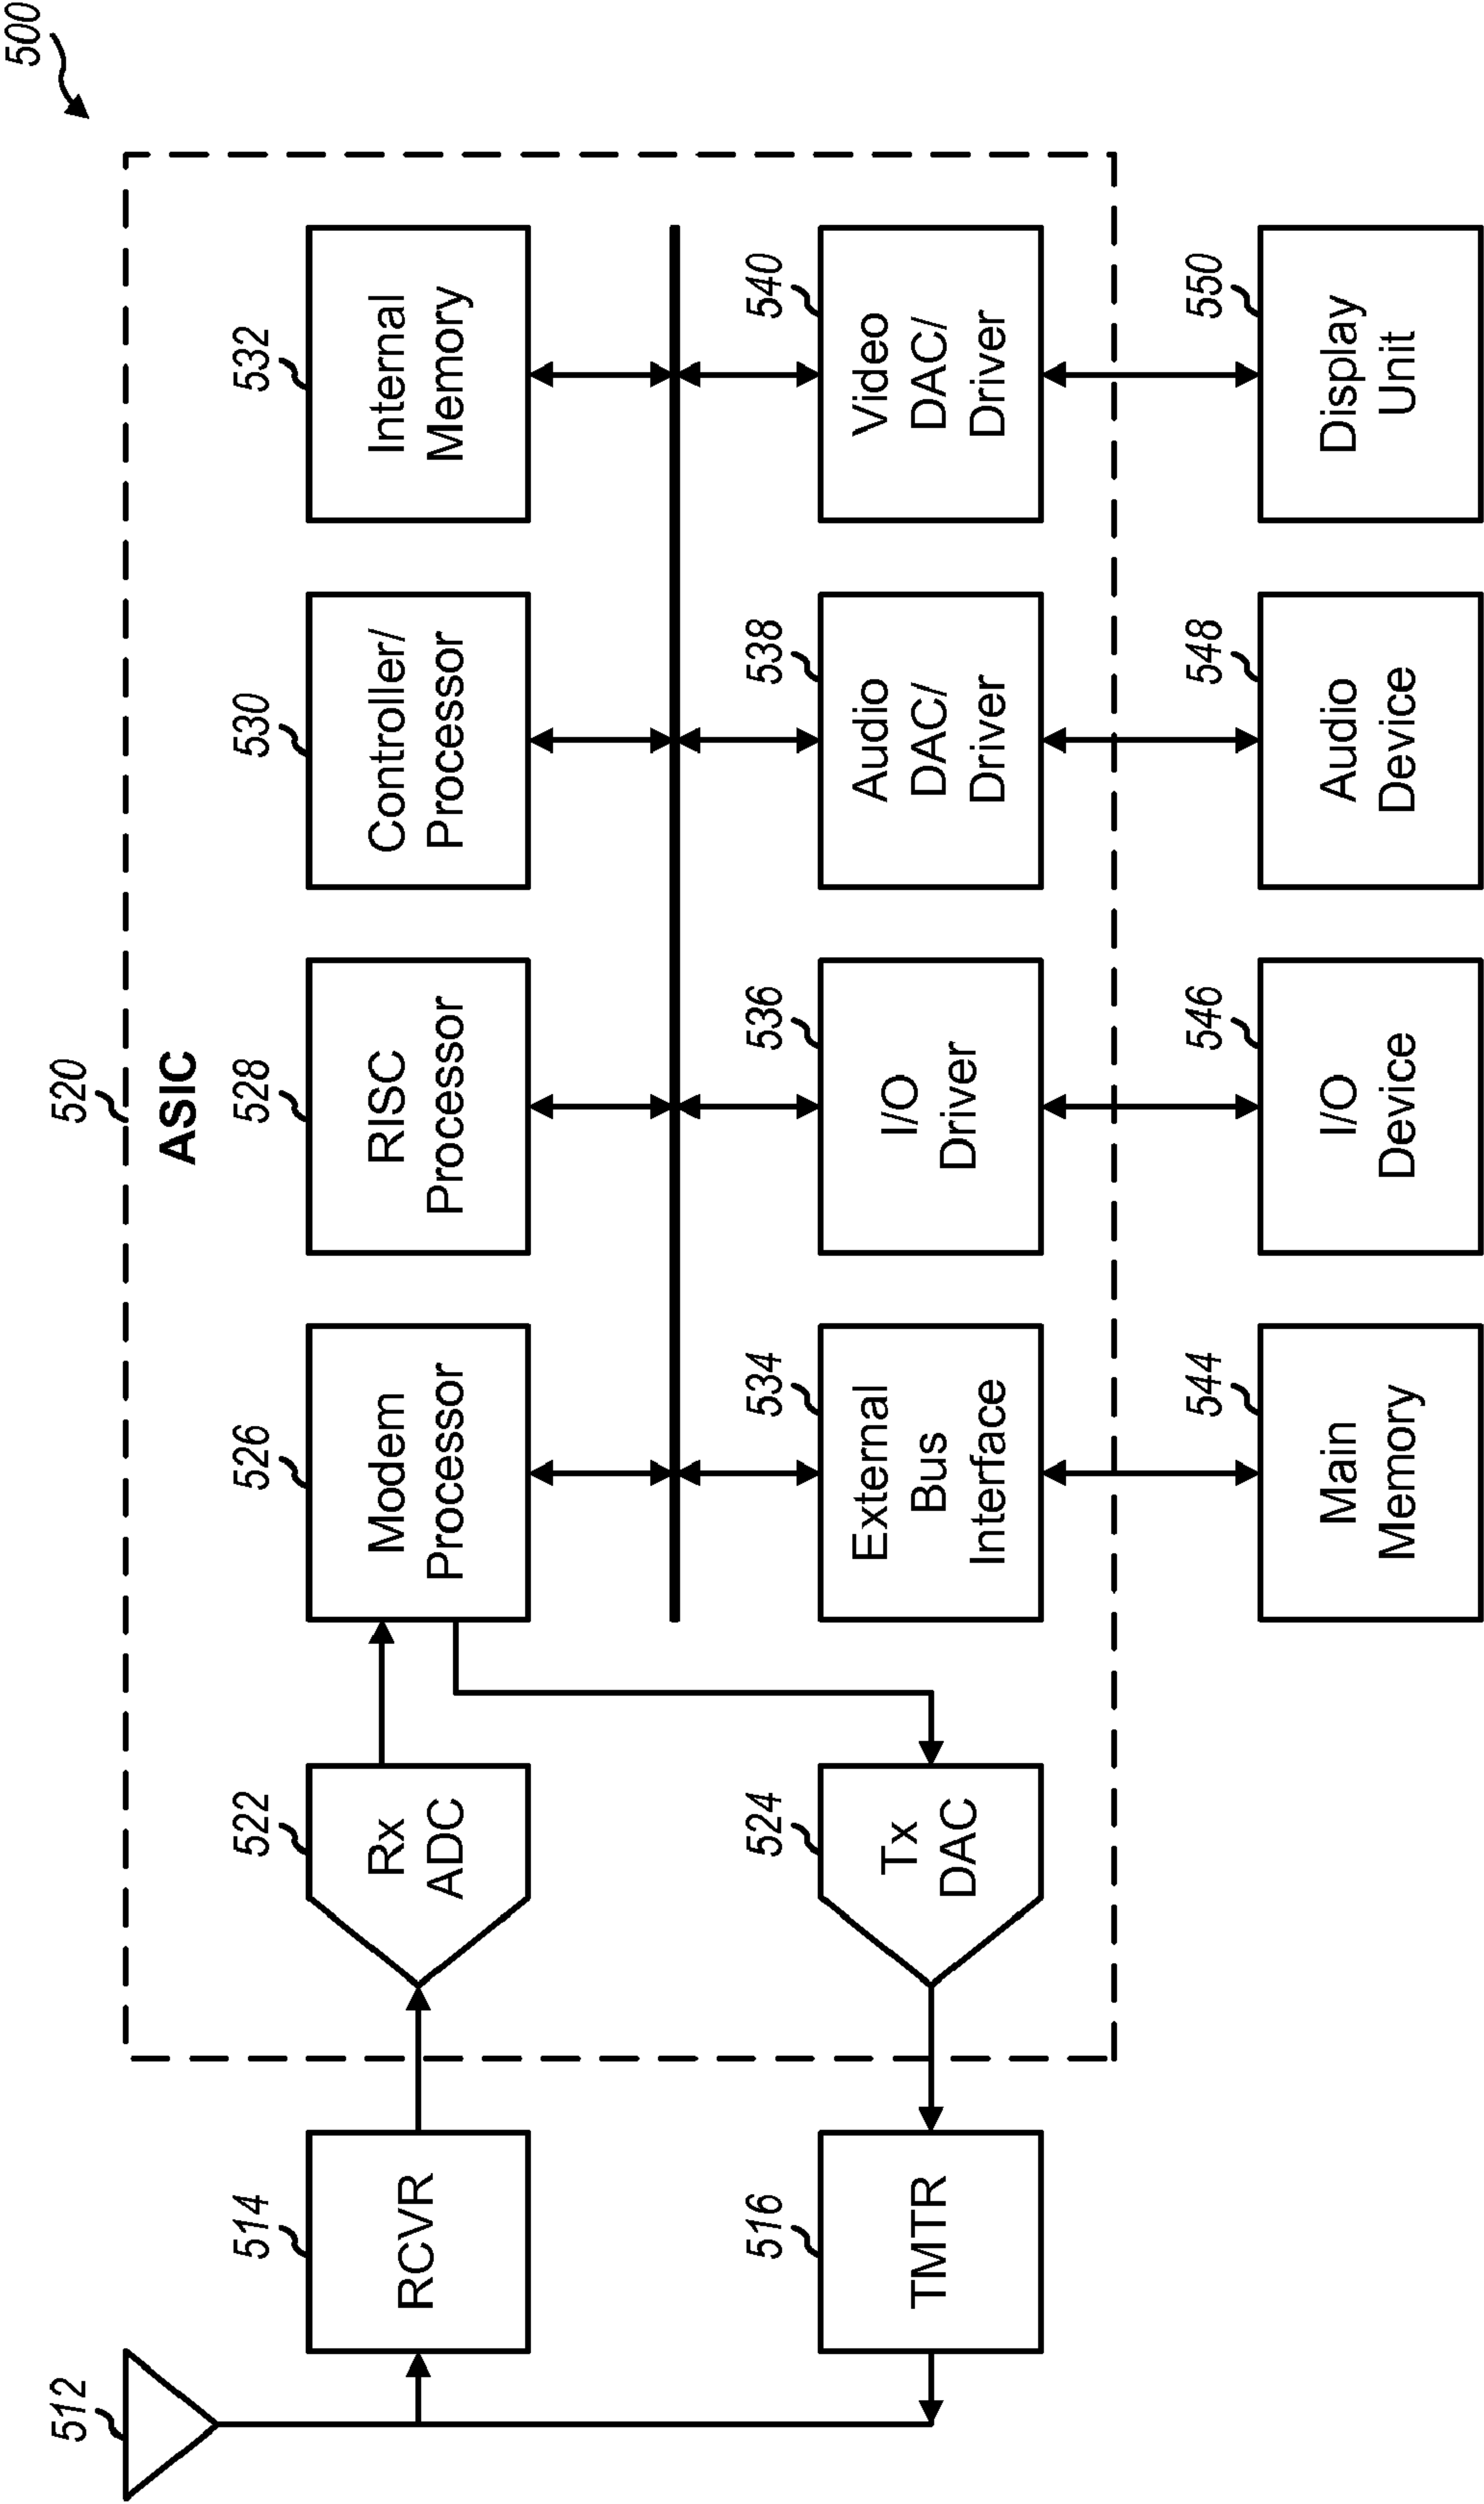 500
520
ASIC
512
514
RCVR
522
Rx
ADC
526
Modem
Processor
528
RISC
Processor
530
Controller/
Processor
532
Internal
Memory
516
TMTR
524
Tx
DAC
534
External
Bus
Interface
536
I/O
Driver
538
Audio
DAC/
Driver
540
Video
DAC/
Driver
544
Main
Memory
546
I/O
Device
548
Audio
Device
550
Display
Unit